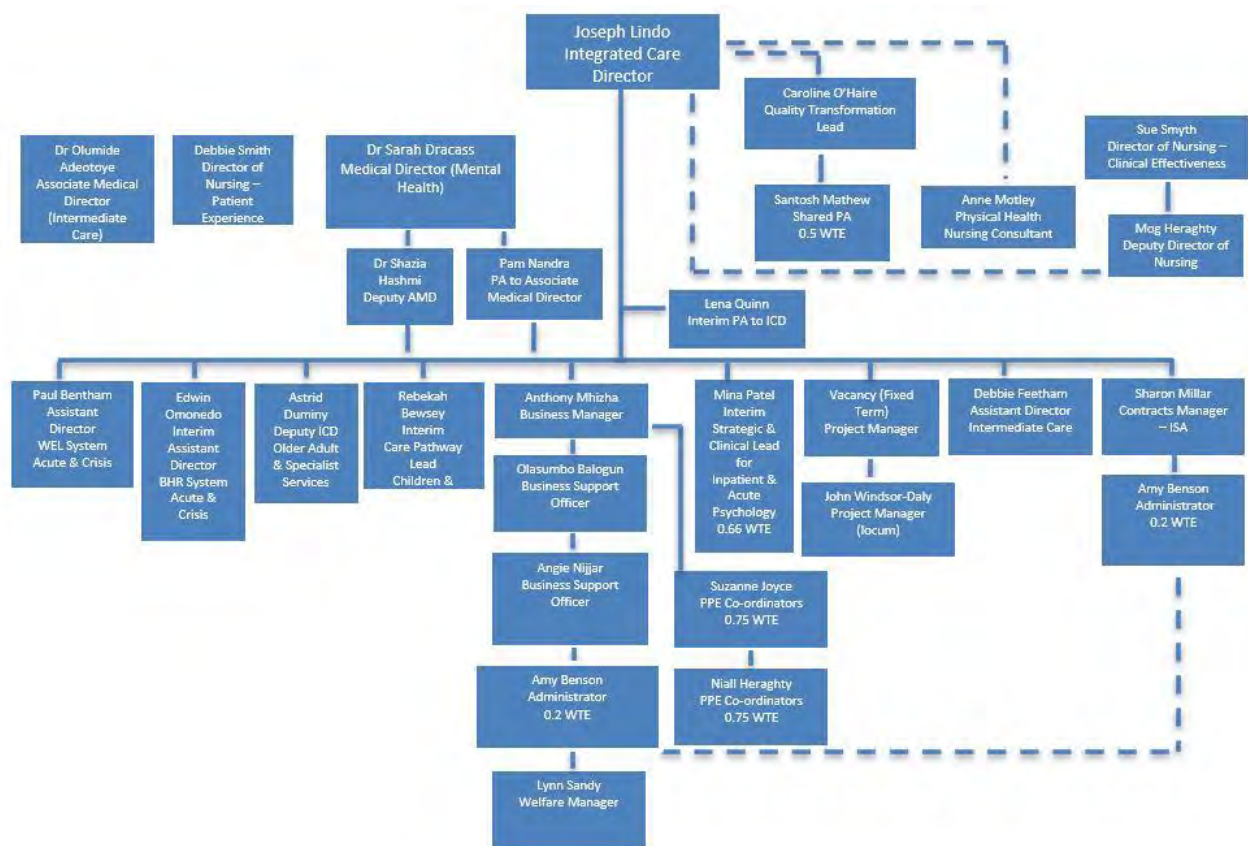 Joseph Lindo
Integrated Care
Director
Caroline O'Haire
Quality Transformation
Lead
Sue Smyth
Director of Nursing –
Clinical Effectiveness
Dr Olumide
Adeotoye
Associate Medical
Director
(Intermediate
Care)
Debbie Smith
Director of
Nursing –
Patient
Experience
Dr Sarah Dracass
Medical Director (Mental
Health)
Santosh Mathew
Shared PA
0.5 WTE
Anne Motley
Physical Health
Nursing Consultant
Mog Heraghty
Deputy Director of
Nursing
Dr Shazia
Hashmi
Deputy AMD
Pam Nandra
PA to Associate
Medical Director
Lena Quinn
Interim PA to ICD
Paul Bentham
Assistant
Director
WEL System
Acute & Crisis
Edwin
Omonedo
Interim
Assistant
Director
BHR System
Acute &
Crisis
Astrid
Duminy
Deputy ICD
Older Adult
& Specialist
Services
Rebekah
Bewsey
Interim
Care Pathway
Lead
Children &
Anthony Mhizha
Business Manager
Mina Patel
Interim
Strategic &
Clinical Lead
for
Inpatient &
Acute
Psychology
0.66 WTE
Vacancy (Fixed
Term)
Project Manager
Debbie Feetham
Assistant Director
Intermediate Care
Sharon Millar
Contracts Manager
– ISA
Olasumbo Balogun
Business Support
Officer
John Windsor-Daly
Project Manager
(locum)
Amy Benson
Administrator
0.2 WTE
Angie Nijjar
Business Support
Officer
Suzanne Joyce
PPE Co-ordinators
0.75 WTE
Amy Benson
Administrator
0.2 WTE
Niall Heraghty
PPE Co-ordinators
0.75 WTE
Lynn Sandy
Welfare Manager